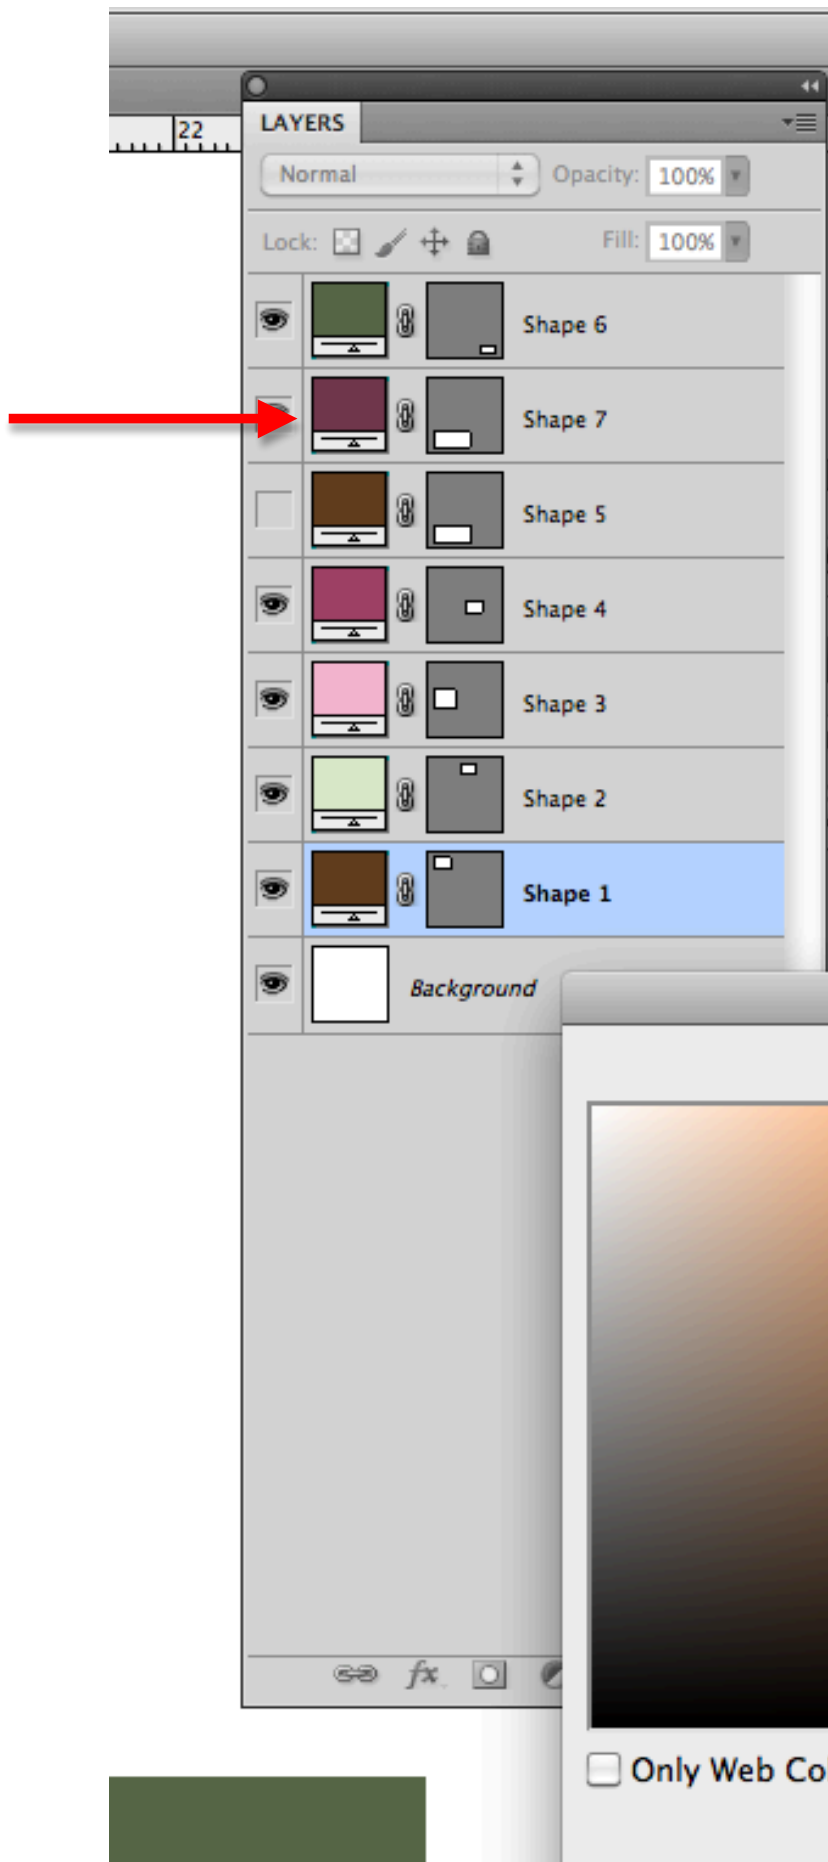 22
LAYERS
Normal Opacity: 100%
Lock: Fill: 100%
Shape 6
Shape 7
Shape 5
Shape 4
Shape 3
Shape 2
Shape 1
Background
fx
Only Web Co